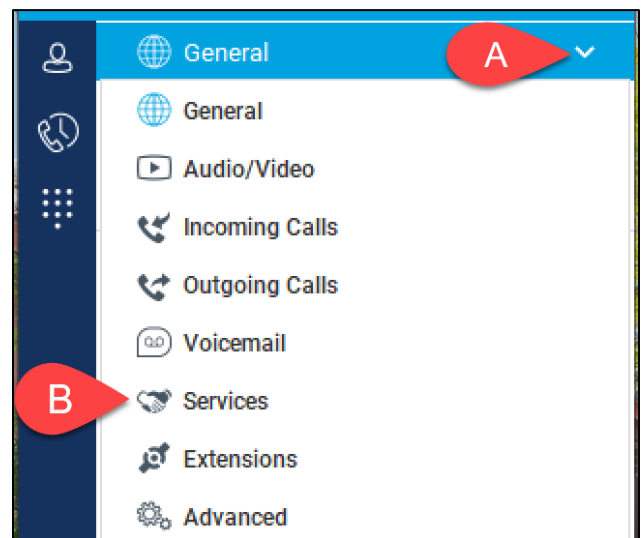 General
A
General
Audio/Video
Incoming Calls
Outgoing Calls
Voicemail
B
Services
Extensions
Advanced